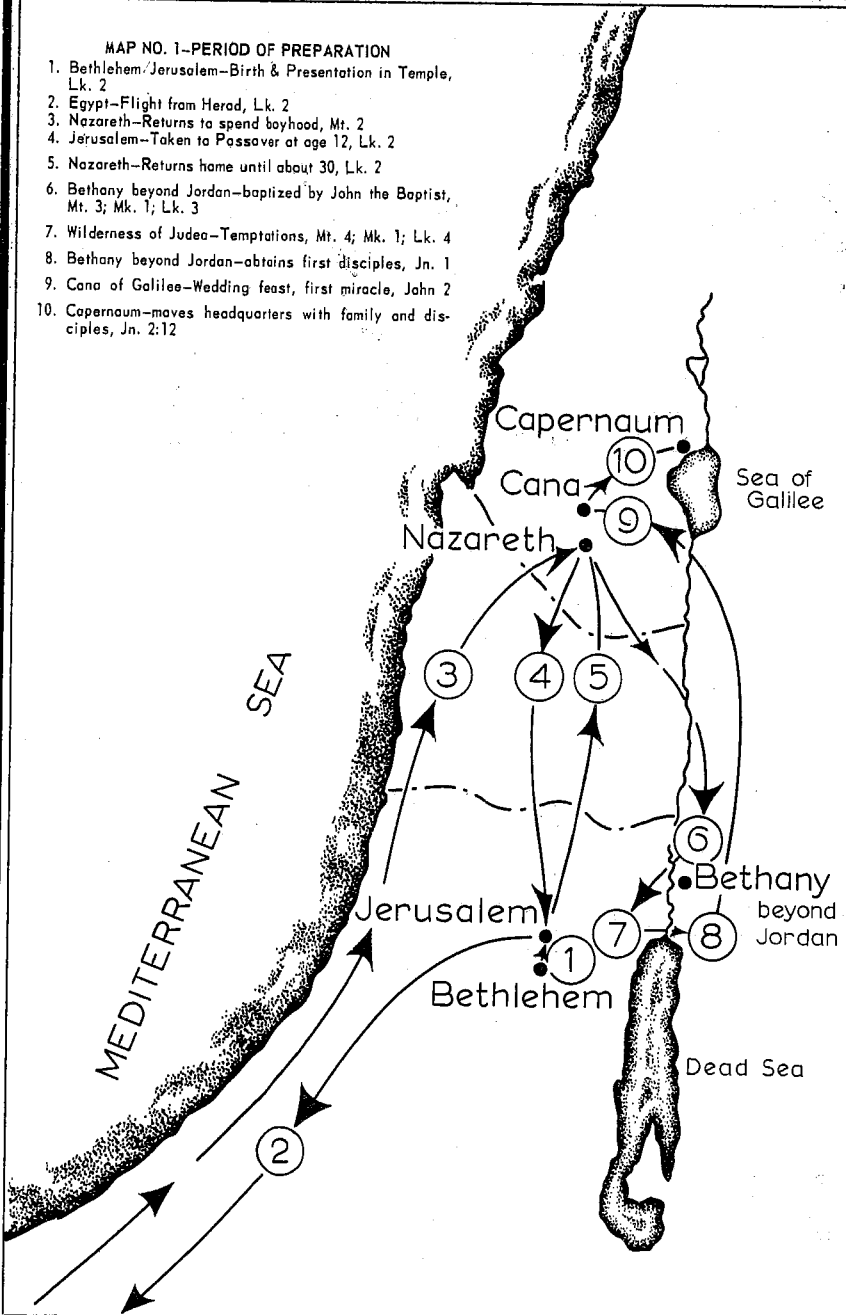 MAP NO. 1–PERIOD OF PREPARATION
1. Bethlehem/Jerusalem–Birth & Presentation in Temple,
Lk. 2
2. Egypt–Flight from Herod, Lk. 2
3. Nazareth–Returns to spend boyhood, Mt. 2
4. Jerusalem–Taken to Passover at age 12, Lk. 2
5. Nazareth–Returns home until about 30, Lk. 2
6. Bethany beyond Jordan–baptized by John the Baptist,
Mt. 3; Mk. 1; Lk. 3
7. Wilderness of Judea–Temptations, Mt. 4; Mk. 1; Lk. 4
8. Bethany beyond Jordan–obtains first disciples, Jn. 1
9. Cana of Galilee–Wedding feast, first miracle, John 2
10. Capernaum–moves headquarters with family and dis-
ciples, Jn. 2:12
Capernaum
10
Sea of
Galilee
Cana
9
Nazareth
3
4
5
MEDITERRANEAN SEA
6
Bethany
beyond
Jordan
Jerusalem
7
8
1
Bethlehem
Dead Sea
2